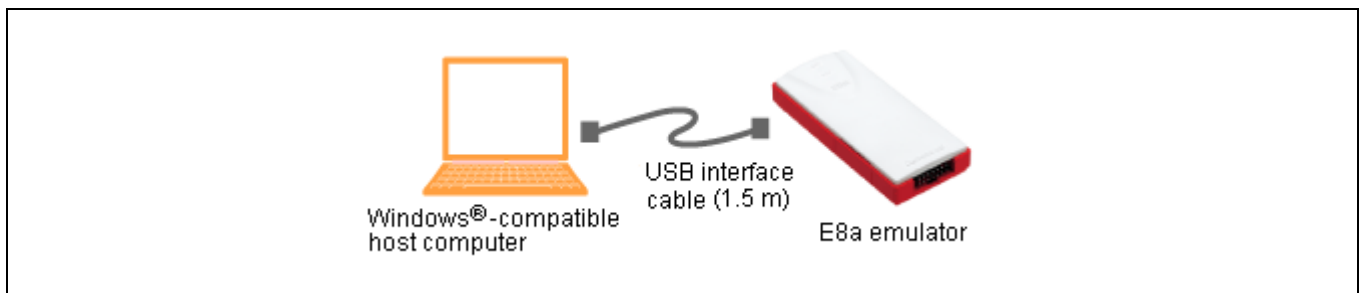 USB interface
cable (1.5 m)
Windows®-compatible
host computer
E8a emulator